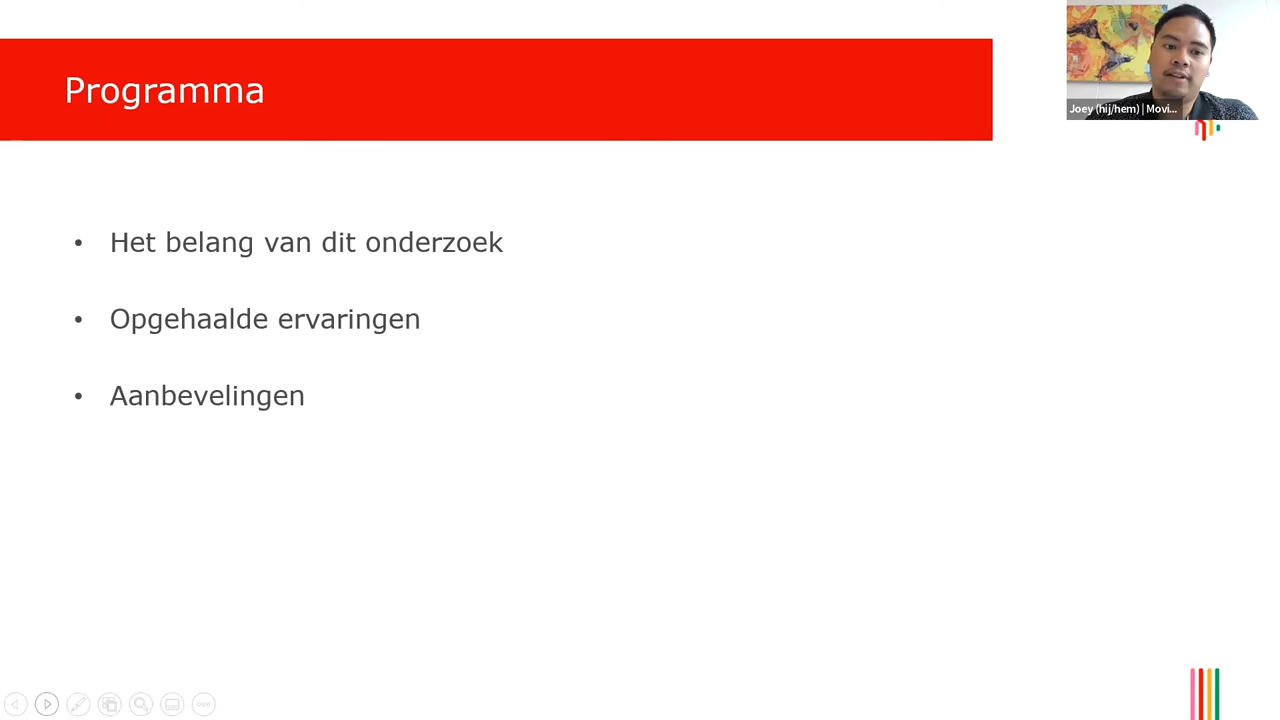 Programma
Joey (hij/hem) | Movi...
• Het belang van dit onderzoek
• Opgehaalde ervaringen
• Aanbevelingen